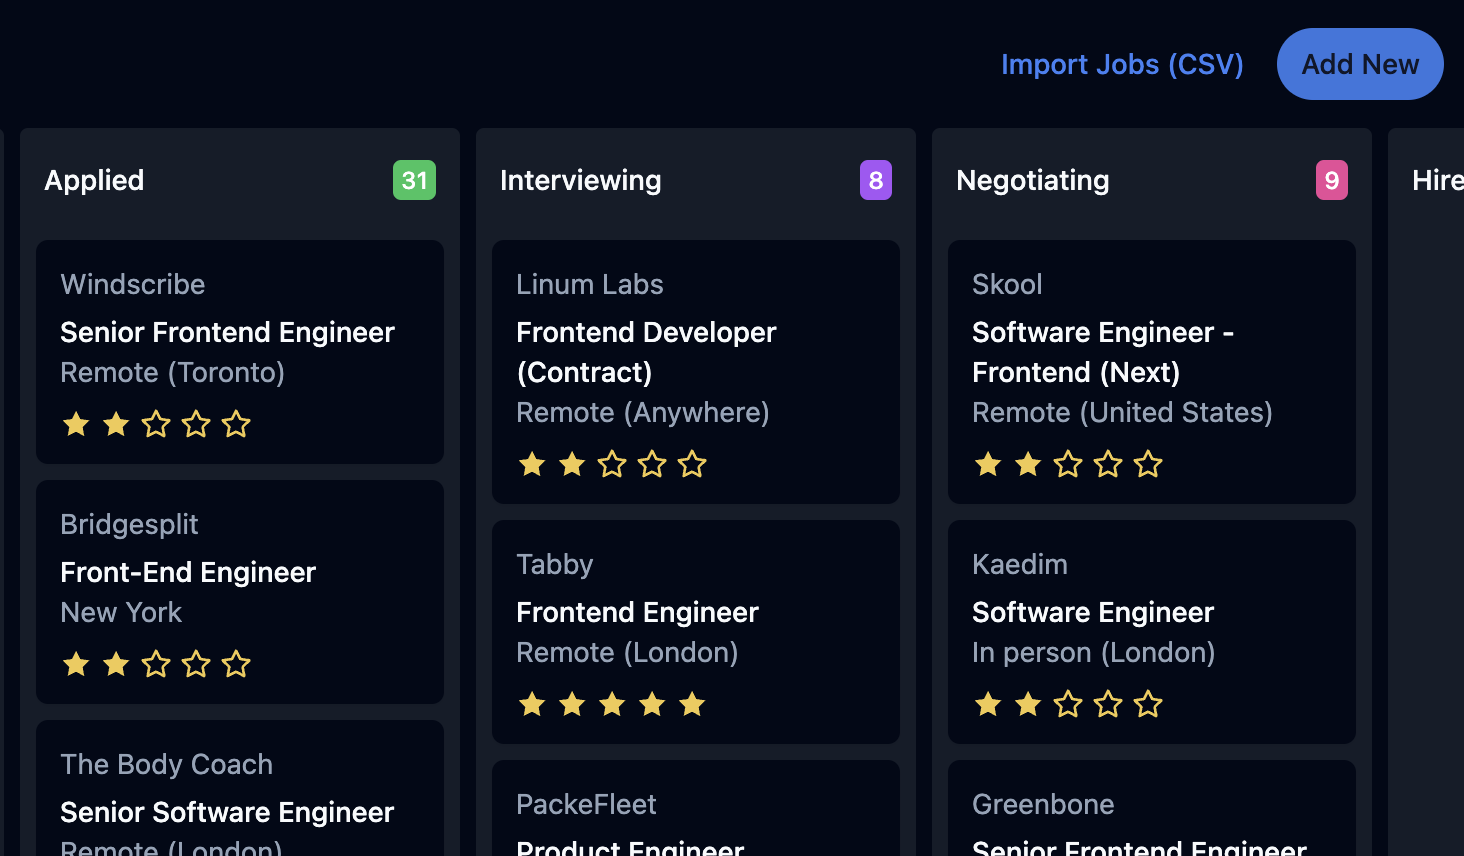 Import Jobs (CSV)
Add New
Applied
31
Windscribe
Senior Frontend Engineer
Remote (Toronto)
Bridgesplit
Front-End Engineer
New York
The Body Coach
Senior Software Engineer
Remote (London)
Interviewing
8
Linum Labs
Frontend Developer
(Contract)
Remote (Anywhere)
Tabby
Frontend Engineer
Remote (London)
PackeFleet
Product Engineer
Negotiating
9
Skool
Software Engineer -
Frontend (Next)
Remote (United States)
Kaedim
Software Engineer
In person (London)
Greenbone
Senior Frontend Engineer
Hire